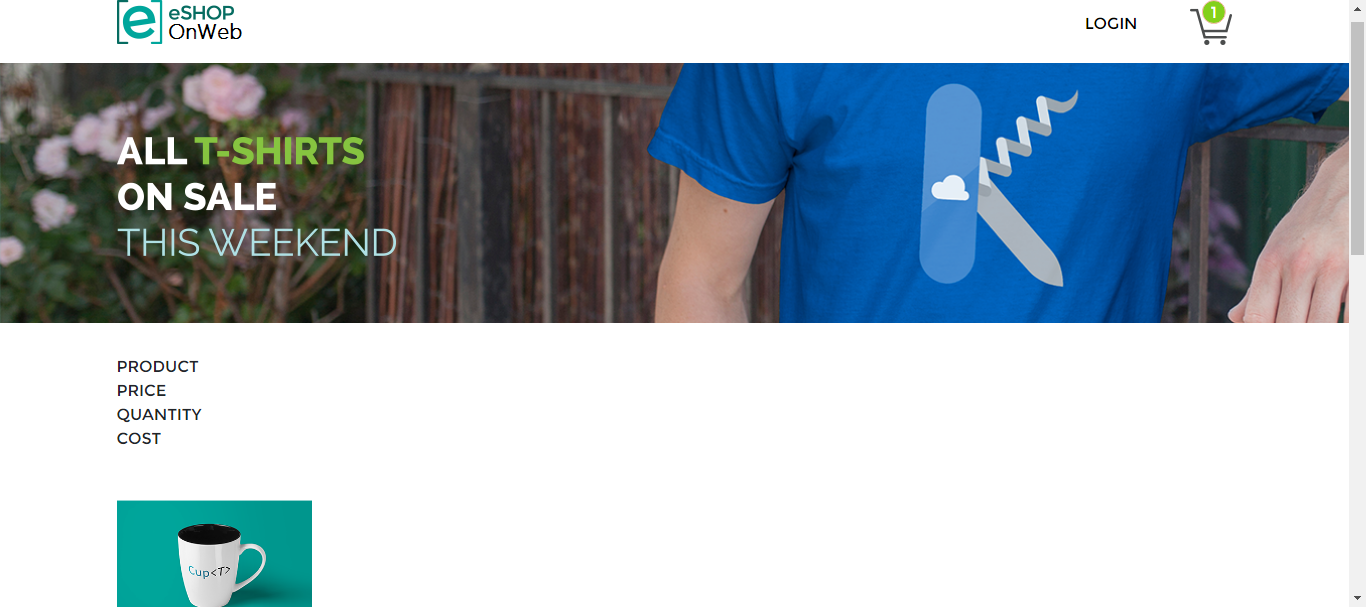 [e] eSHOP
OnWeb
LOGIN
1
ALL T-SHIRTS
ON SALE
THIS WEEKEND
PRODUCT
PRICE
QUANTITY
COST
Cup<T>